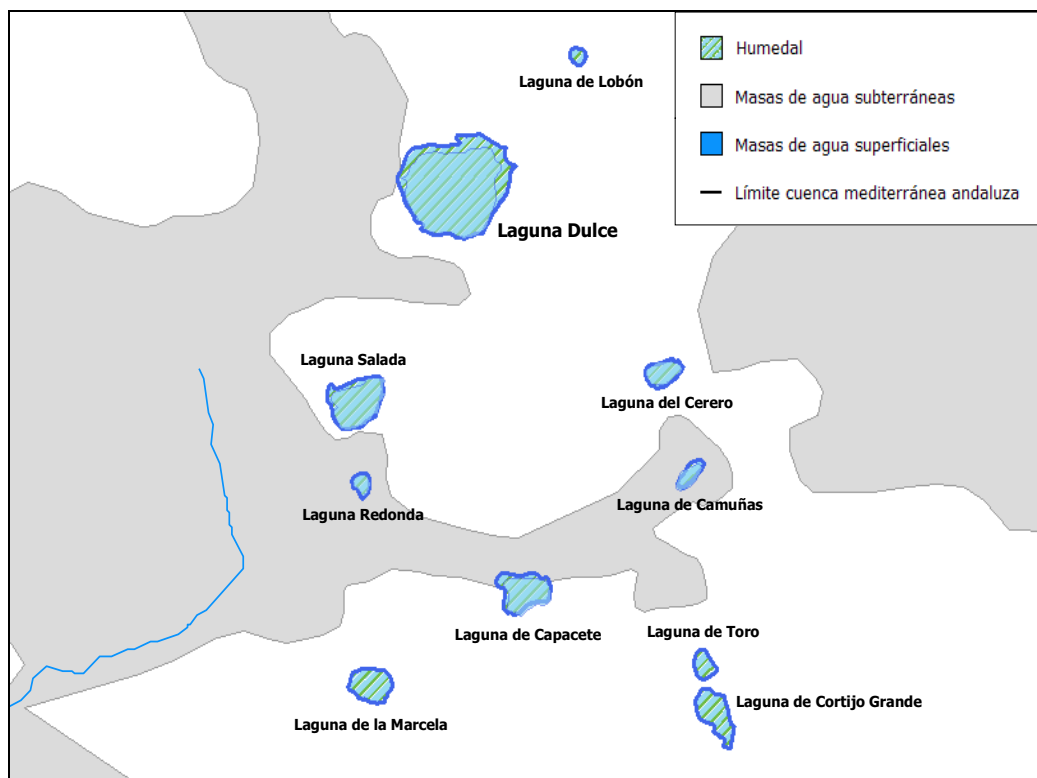 Laguna de Lobón
Humedal
Masas de agua subterráneas
Masas de agua superficiales
Límite cuenca mediterránea andaluza
Laguna Dulce
Laguna Salada
Laguna del Cerero
Laguna Redonda
Laguna de Camuñas
Laguna de Capacete
Laguna de Toro
Laguna de la Marcela
Laguna de Cortijo Grande